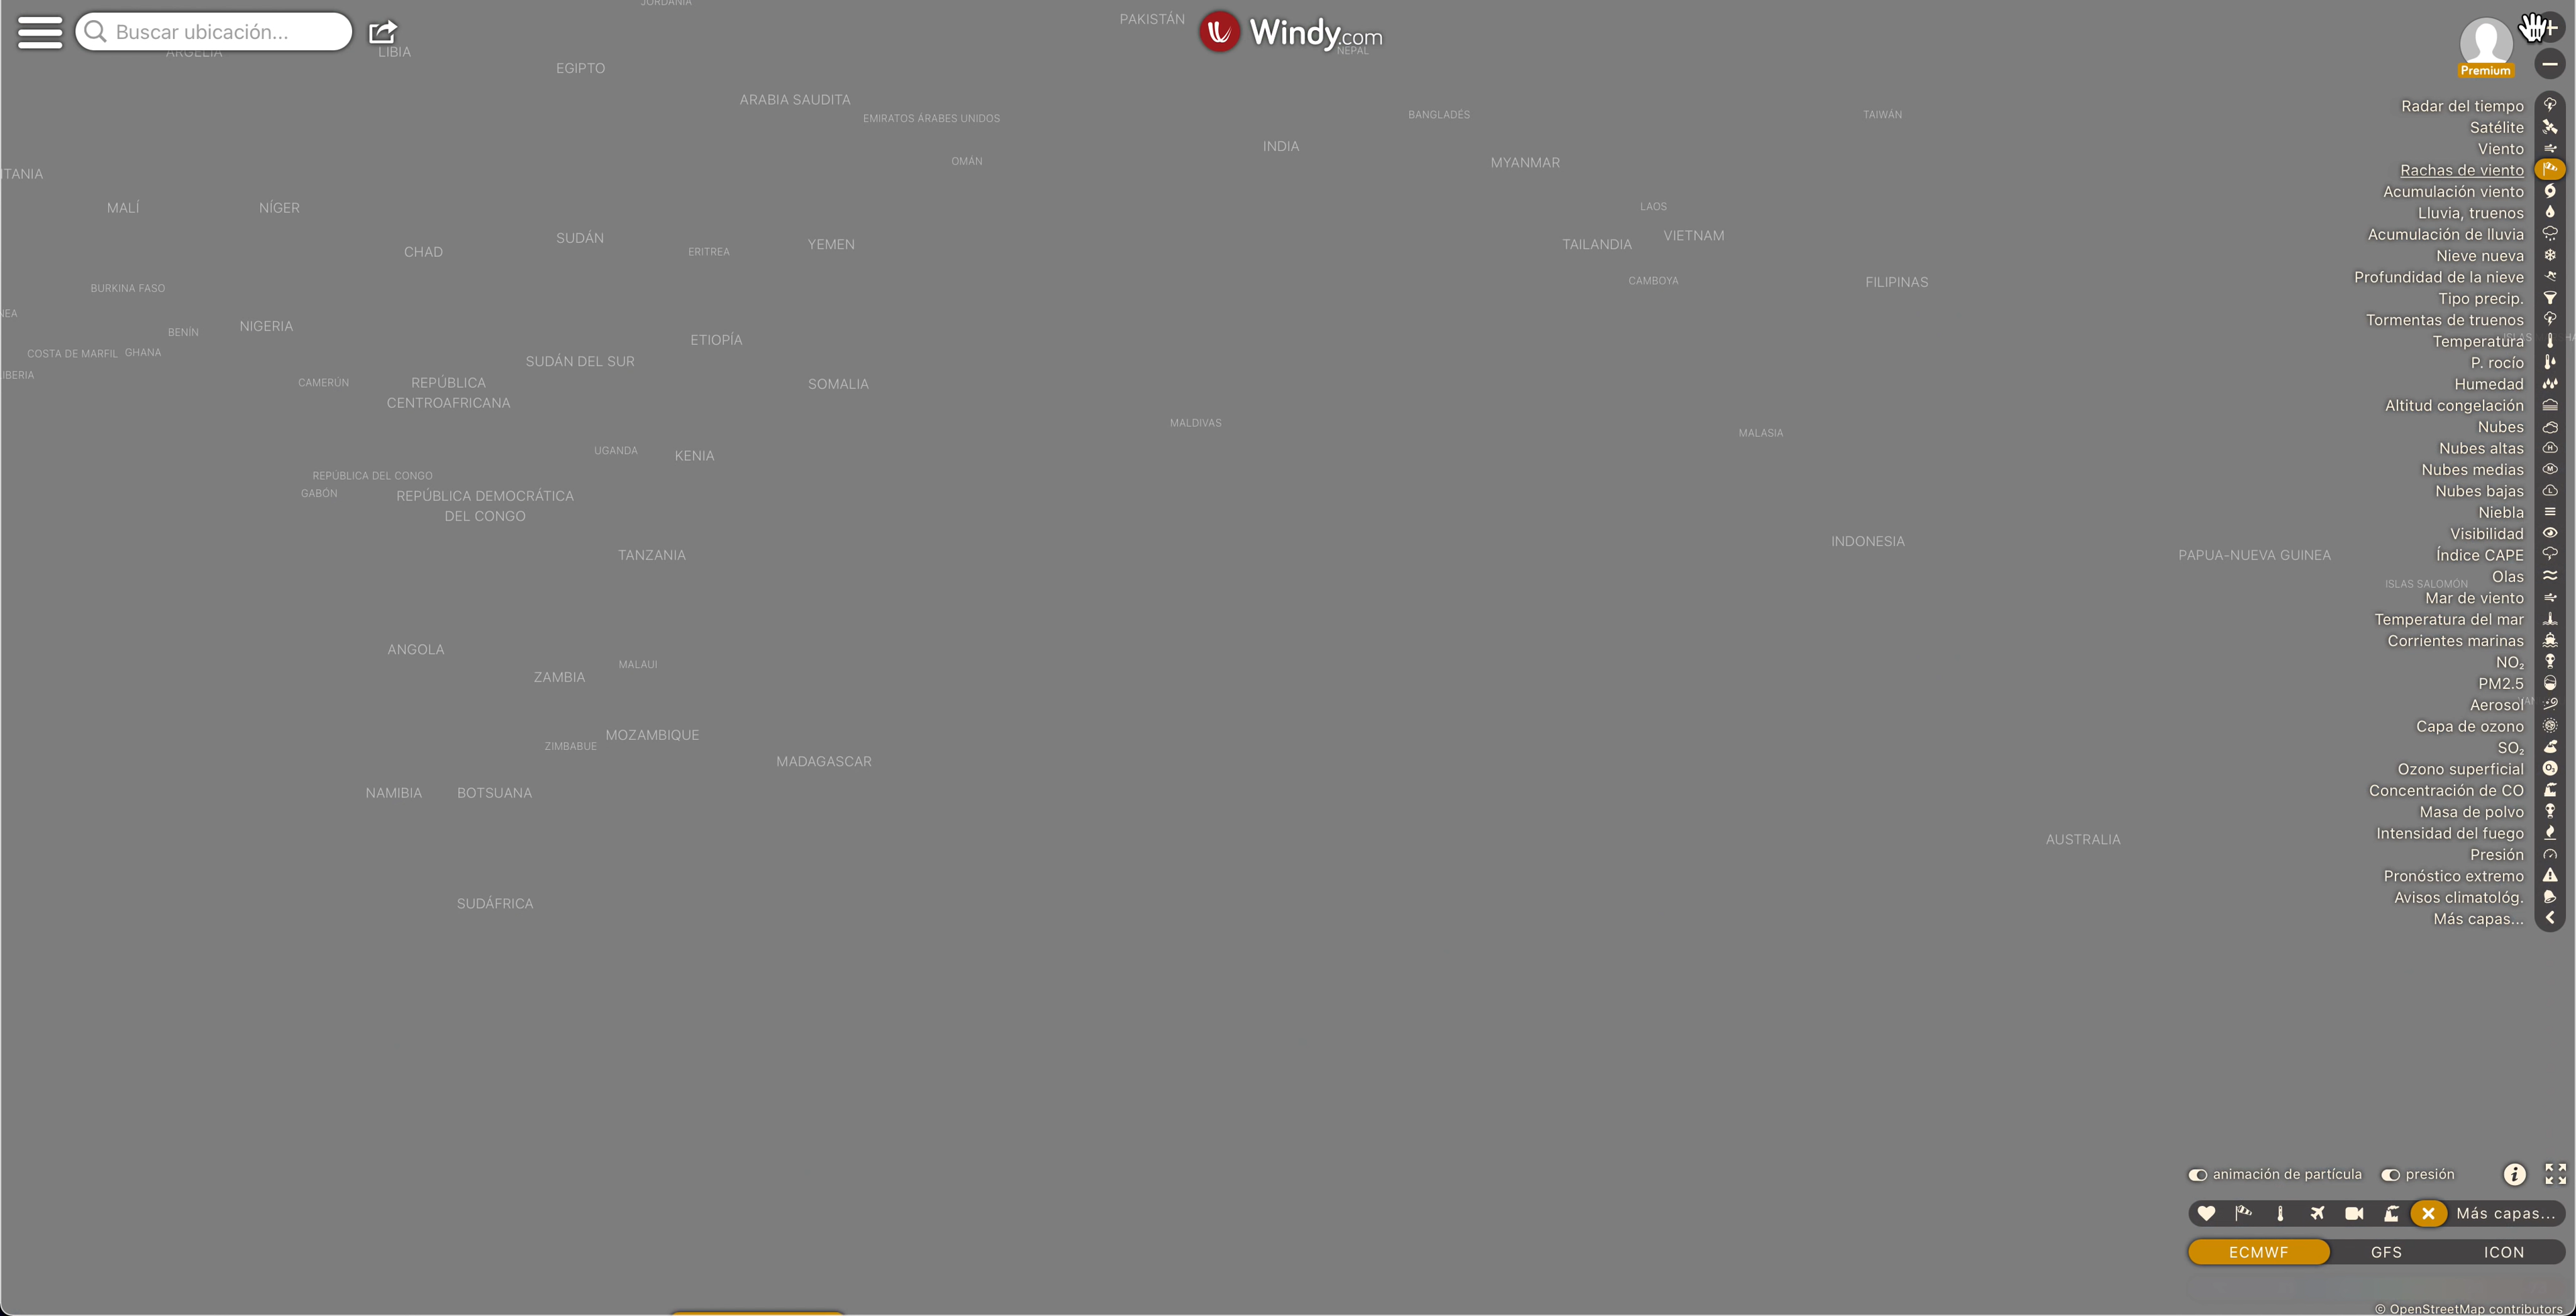 JORDANIA
Buscar ubicación...
ARGELIA
LIBIA
EGIPTO
PAKISTÁN
Windy.com
NEPAL
Premium
ARABIA SAUDITA
EMIRATOS ÁRABES UNIDOS
OMÁN
INDIA
BANGLADÉS
MYANMAR
TAIWÁN
MALÍ
NÍGER
CHAD
SUDÁN
ERITREA
YEMEN
LAOS
TAILANDIA
VIETNAM
CAMBOYA
FILIPINAS
BURKINA FASO
BENÍN
NIGERIA
COSTA DE MARFIL
GHANA
ETIOPÍA
SUDÁN DEL SUR
CAMERÚN
REPÚBLICA
CENTROAFRICANA
SOMALIA
MALDIVAS
MALASIA
UGANDA
KENIA
REPÚBLICA DEL CONGO
GABÓN
REPÚBLICA DEMOCRÁTICA
DEL CONGO
TANZANIA
INDONESIA
PAPUA-NUEVA GUINEA
ISLAS SALOMÓN
ANGOLA
MALAUI
ZAMBIA
MOZAMBIQUE
ZIMBABUE
MADAGASCAR
NAMIBIA
BOTSUANA
AUSTRALIA
SUDÁFRICA
Radar del tiempo
Satélite
Viento
Rachas de viento
Acumulación viento
Lluvia, truenos
Acumulación de lluvia
Nieve nueva
Profundidad de la nieve
Tipo precip.
Tormentas de truenos
Temperatura
P. rocío
Humedad
Altitud congelación
Nubes
Nubes altas
Nubes medias
Nubes bajas
Niebla
Visibilidad
Índice CAPE
Olas
Mar de viento
Temperatura del mar
Corrientes marinas
NO₂
PM2.5
Aerosol
Capa de ozono
SO₂
Ozono superficial
Concentración de CO
Masa de polvo
Intensidad del fuego
Presión
Pronóstico extremo
Avisos climatológ.
Más capas...
animación de partícula
presión
Más capas...
ECMWF
GFS
ICON
© OpenStreetMap contributors